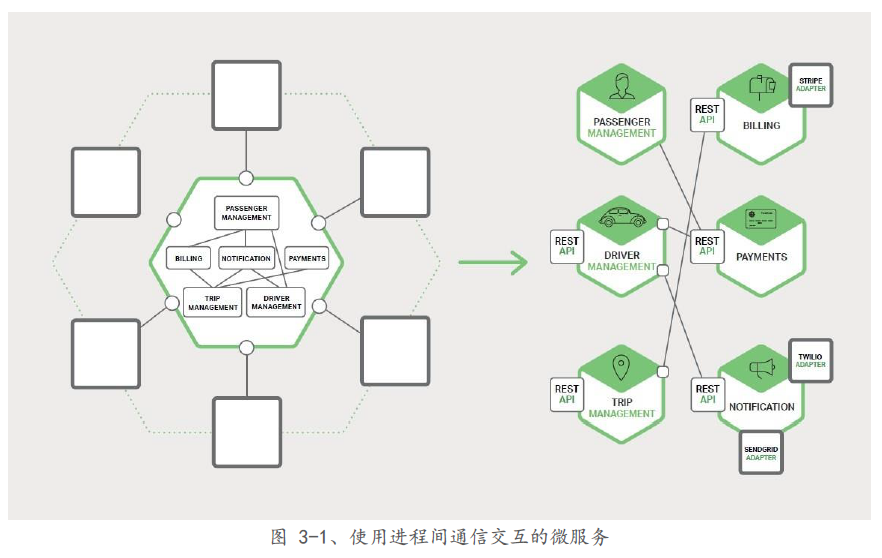 PASSENGER
MANAGEMENT
BILLING
NOTIFICATION
PAYMENTS
TRIP
MANAGEMENT
DRIVER
MANAGEMENT
PASSENGER
MANAGEMENT
REST
API
BILLING
STRIPE
ADAPTER
REST
API
DRIVER
MANAGEMENT
REST
API
PAYMENTS
REST
API
TRIP
MANAGEMENT
REST
API
NOTIFICATION
TWILIO
ADAPTER
SENDGRID
ADAPTER
图 3-1、使用进程间通信交互的微服务